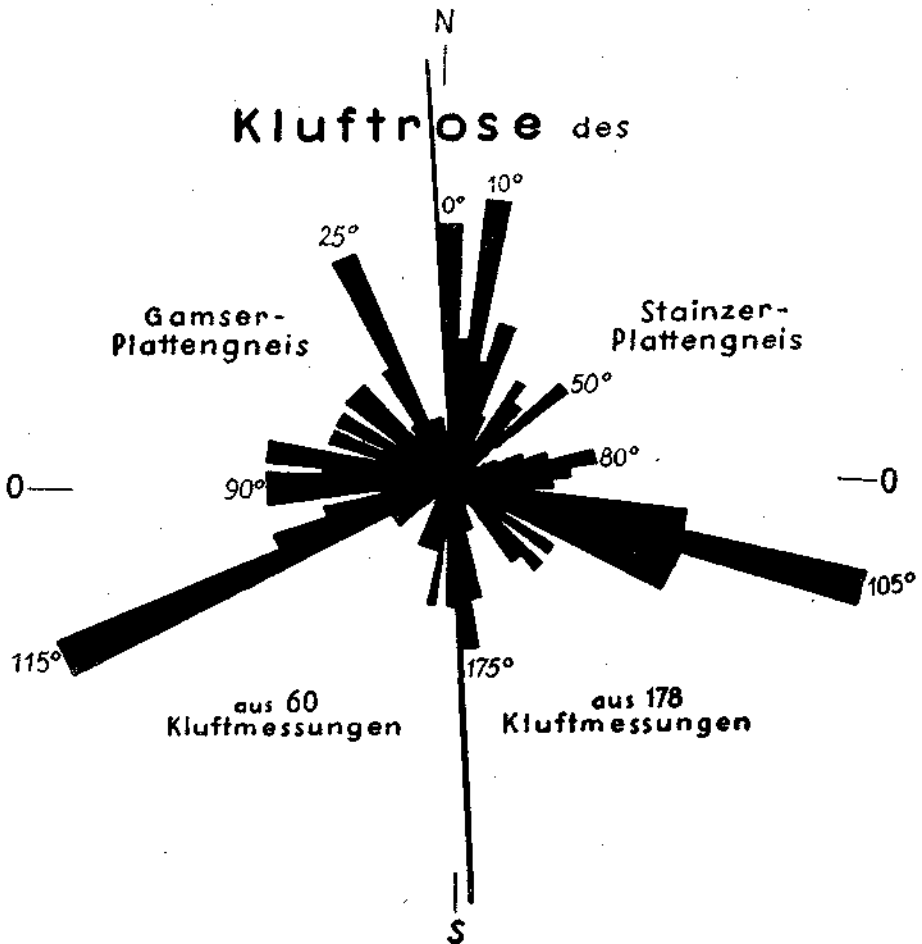 N
Kluftrose des
10°
0°
25°
Gamser-
Plattengneis
Stainzer-
Plattengneis
50°
80°
90°
0
0
105°
115°
175°
aus 60
Kluftmessungen
aus 178
Kluftmessungen
S